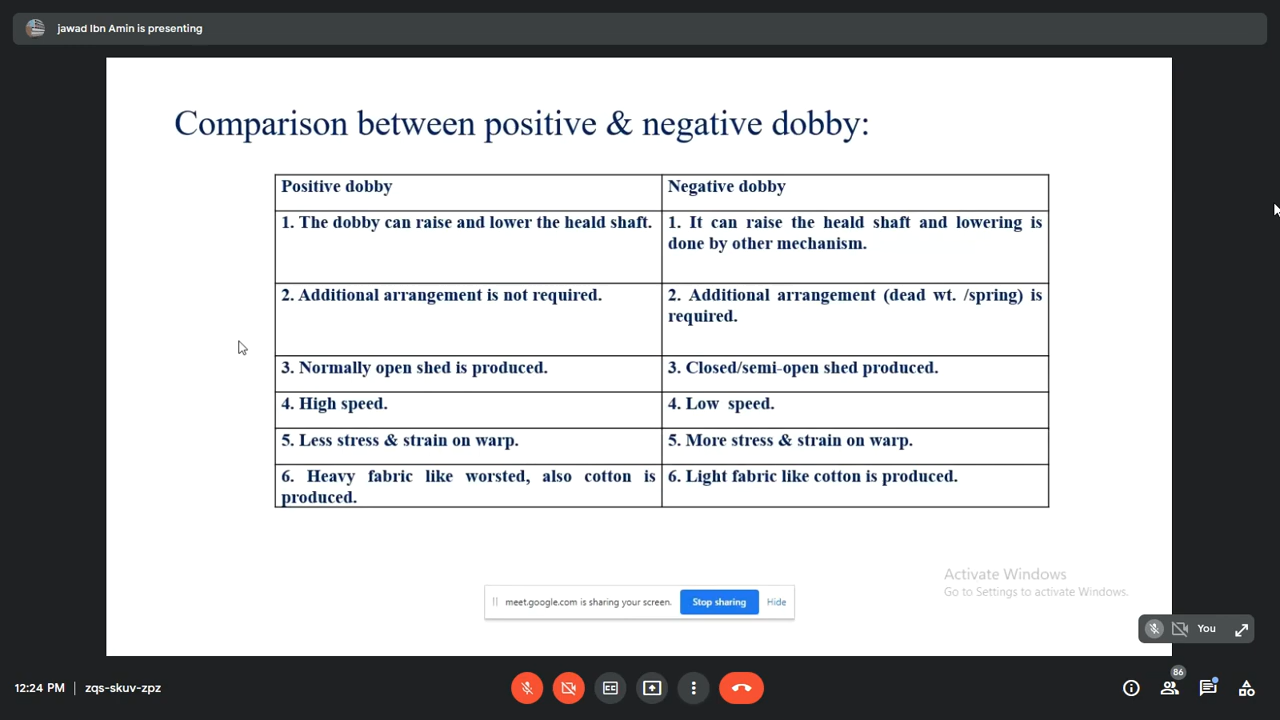 jawad Ibn Amin is presenting
Comparison between positive & negative dobby:
Positive dobby
Negative dobby
1. The dobby can raise and lower the heald shaft.
1. It can raise the heald shaft and lowering is
done by other mechanism.
2. Additional arrangement is not required.
2. Additional arrangement (dead wt. /spring) is
required.
3. Normally open shed is produced.
3. Closed/semi-open shed produced.
4. High speed.
4. Low speed.
5. Less stress & strain on warp.
5. More stress & strain on warp.
6. Heavy fabric like worsted, also cotton is
produced.
6. Light fabric like cotton is produced.
Activate Windows
Go to Settings to activate Windows.
meet.google.com is sharing your screen.
Stop sharing
Hide
You
12:24 PM | zqs-skuv-zpz
CC
86